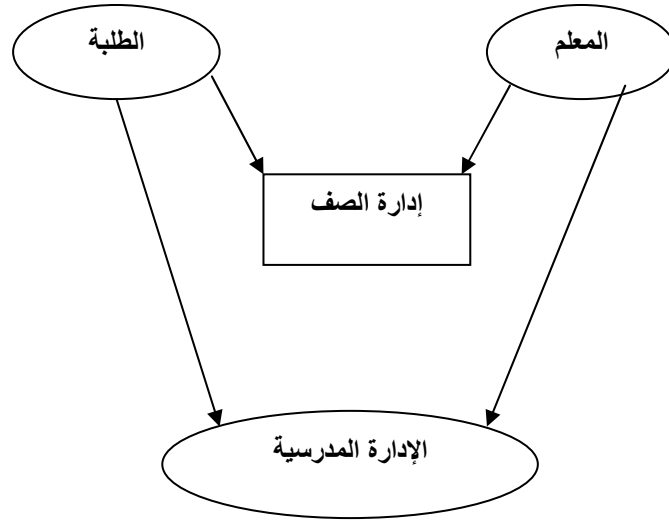 المعلم
الطلبة
إدارة الصف
الإدارة المدرسية